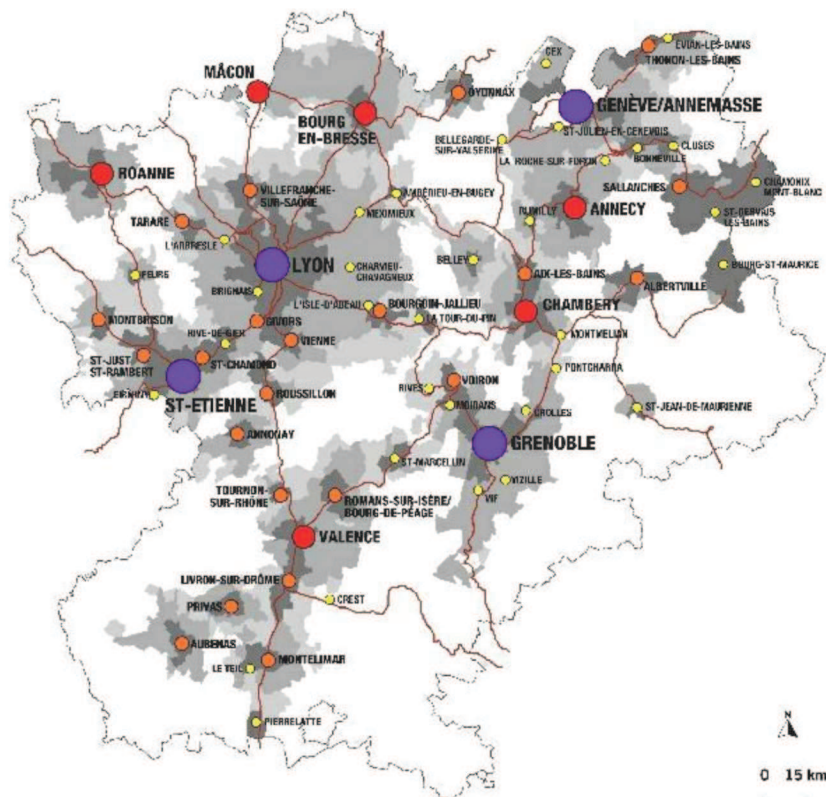 EVIAN-LES-BAINS
THONON-LES-BAINS
GEX
MÂCON
OYONNAX
GENÈVE/ANNEMASSE
BOURG
EN-BRESSE
ST-JULIEN-EN-GENEVOIS
BELLEGARDE-
SUR-VALSERINE
CLUSES
BONNEVILLE
LA ROCHE-SUR-FORON
ROANNE
SALLANCHES
CHAMONIX
MONT-BLANC
VILLEFRANCHE-
SUR-SAÔNE
AMBÉRIEU-EN-BUGEY
ANNECY
RUMILLY
ST-GERVAIS
LES-BAINS
TARARE
MEXIMIEUX
L'ARBRESLE
LYON
CHARVIEU-
CHAVAGNEUX
BELLEY
AIX-LES-BAINS
BOURG-ST-MAURICE
FEURS
ALBERTVILLE
BRIGNAIS
L'ISLE-D'ABEAU
BOURGOIN-JALLIEU
CHAMBERY
MONTBRISON
GIVORS
LA TOUR-DU-PIN
RIVE-DE-GIER
VIENNE
MONTMELIAN
ST-JUST
ST-RAMBERT
ST-CHAMOND
PONTCHARRA
VOIRON
RIVES
ST-ETIENNE
FIRMINY
ROUSSILLON
MOIRANS
CROLLES
ST-JEAN-DE-MAURIENNE
ANNONAY
GRENOBLE
ST-MARCELLIN
VIZILLE
VIF
TOURNON-
SUR-RHÔNE
ROMANS-SUR-ISÈRE/
BOURG-DE-PÉAGE
VALENCE
LIVRON-SUR-DRÔME
CREST
PRIVAS
AUBENAS
MONTELIMAR
LE TEIL
PIERRELATTE
N
0 15 km